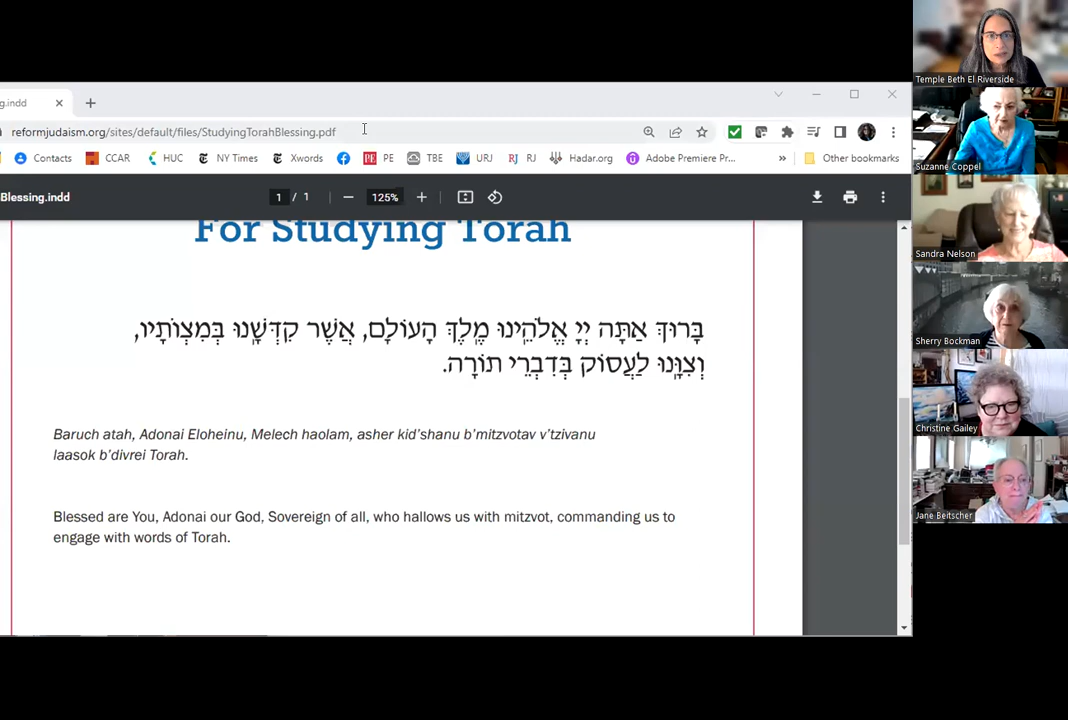 g.indd
reformjudaism.org/sites/default/files/StudyingTorahBlessing.pdf
Contacts CCAR HUC NY Times Xwords PE TBE URJ RJ Hadar.org Adobe Premiere Pr... » Other bookmarks
Blessing.indd 1 / 1 125%
For Studying Torah
בָּרוּךְ אַתָּה יְיָ אֱלֹהֵֽינוּ מֶֽלֶךְ הָעוֹלָם, אֲשֶׁר קִדְּשָֽׁנוּ בְּמִצְוֹתָיו,
וְצִוָּֽנוּ לַעֲסוֹק בְּדִבְרֵי תוֹרָה.
Baruch atah, Adonai Eloheinu, Melech haolam, asher kid’shanu b’mitzvotav v’tzivanu
laasok b’divrei Torah.
Blessed are You, Adonai our God, Sovereign of all, who hallows us with mitzvot, commanding us to
engage with words of Torah.
Temple Beth El Riverside
Suzanne Coppel
Sandra Nelson
Sherry Bockman
Christine Gailey
Jane Beitscher